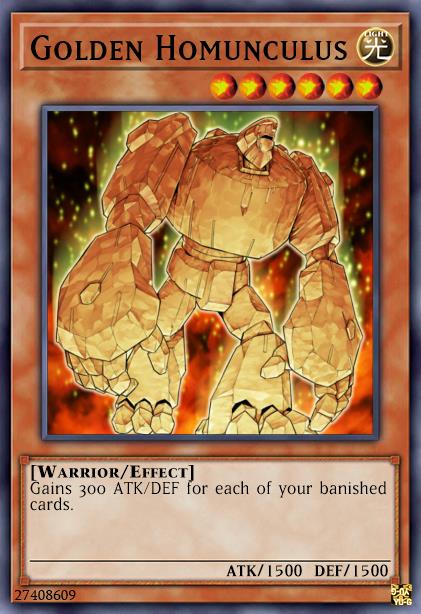 Golden Homunculus
LIGHT
光
[Warrior/Effect]
Gains 300 ATK/DEF for each of your banished
cards.
ATK/1500 DEF/1500
27408609